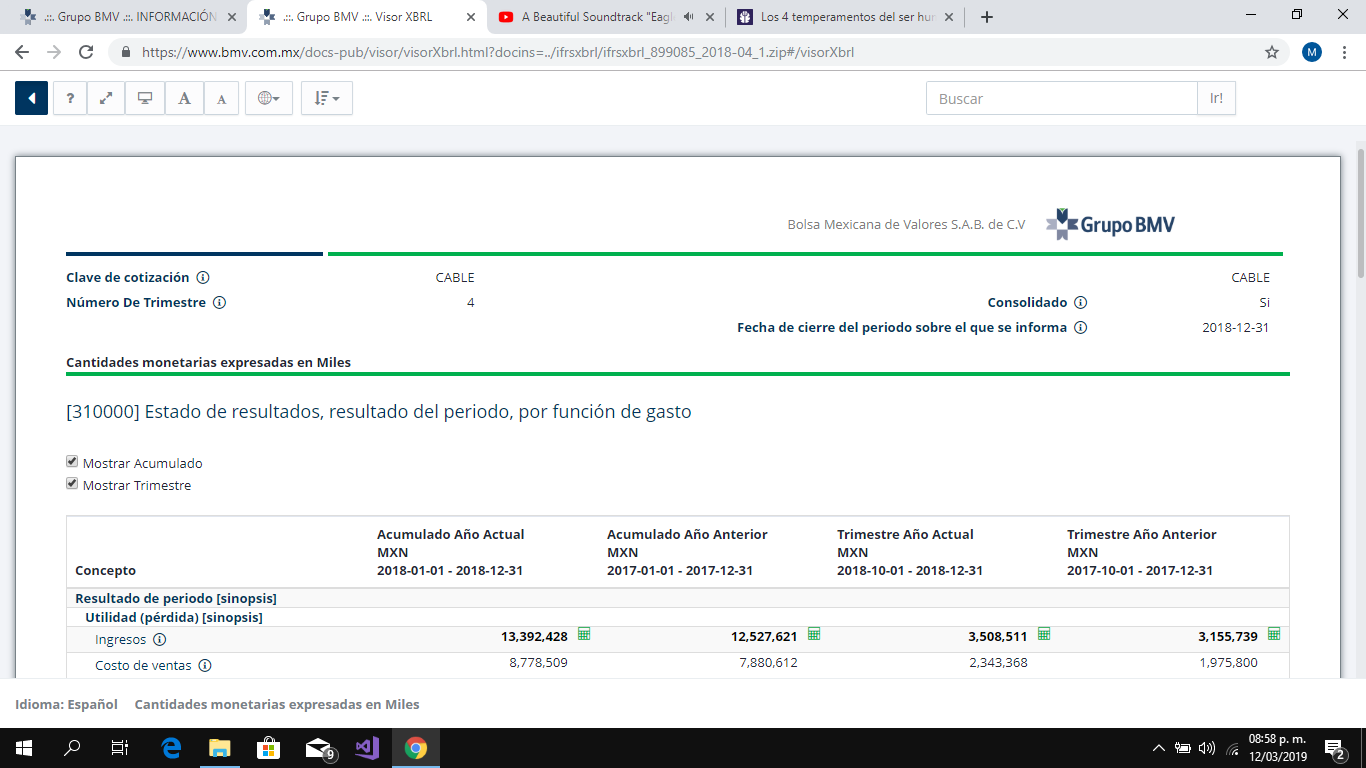 .::. Grupo BMV .::. INFORMACIÓN
.::. Grupo BMV .::. Visor XBRL
A Beautiful Soundtrack "Eagl
Los 4 temperamentos del ser hu
https://www.bmv.com.mx/docs-pub/visor/visorXbrl.html?docins=../ifrsxbrl/ifrsxbrl_899085_2018-04_1.zip#/visorXbrl
M
? A A
Buscar Ir!
Bolsa Mexicana de Valores S.A.B. de C.V Grupo BMV
Clave de cotización CABLE CABLE
Número De Trimestre 4 Consolidado Si
Fecha de cierre del periodo sobre el que se informa 2018-12-31
Cantidades monetarias expresadas en Miles
[310000] Estado de resultados, resultado del periodo, por función de gasto
Mostrar Acumulado
Mostrar Trimestre
Acumulado Año Actual Acumulado Año Anterior Trimestre Año Actual Trimestre Año Anterior
MXN MXN MXN MXN
Concepto 2018-01-01 - 2018-12-31 2017-01-01 - 2017-12-31 2018-10-01 - 2018-12-31 2017-10-01 - 2017-12-31
Resultado de periodo [sinopsis]
Utilidad (pérdida) [sinopsis]
Ingresos 13,392,428 12,527,621 3,508,511 3,155,739
Costo de ventas 8,778,509 7,880,612 2,343,368 1,975,800
Idioma: Español Cantidades monetarias expresadas en Miles
9
08:58 p. m.
12/03/2019
2